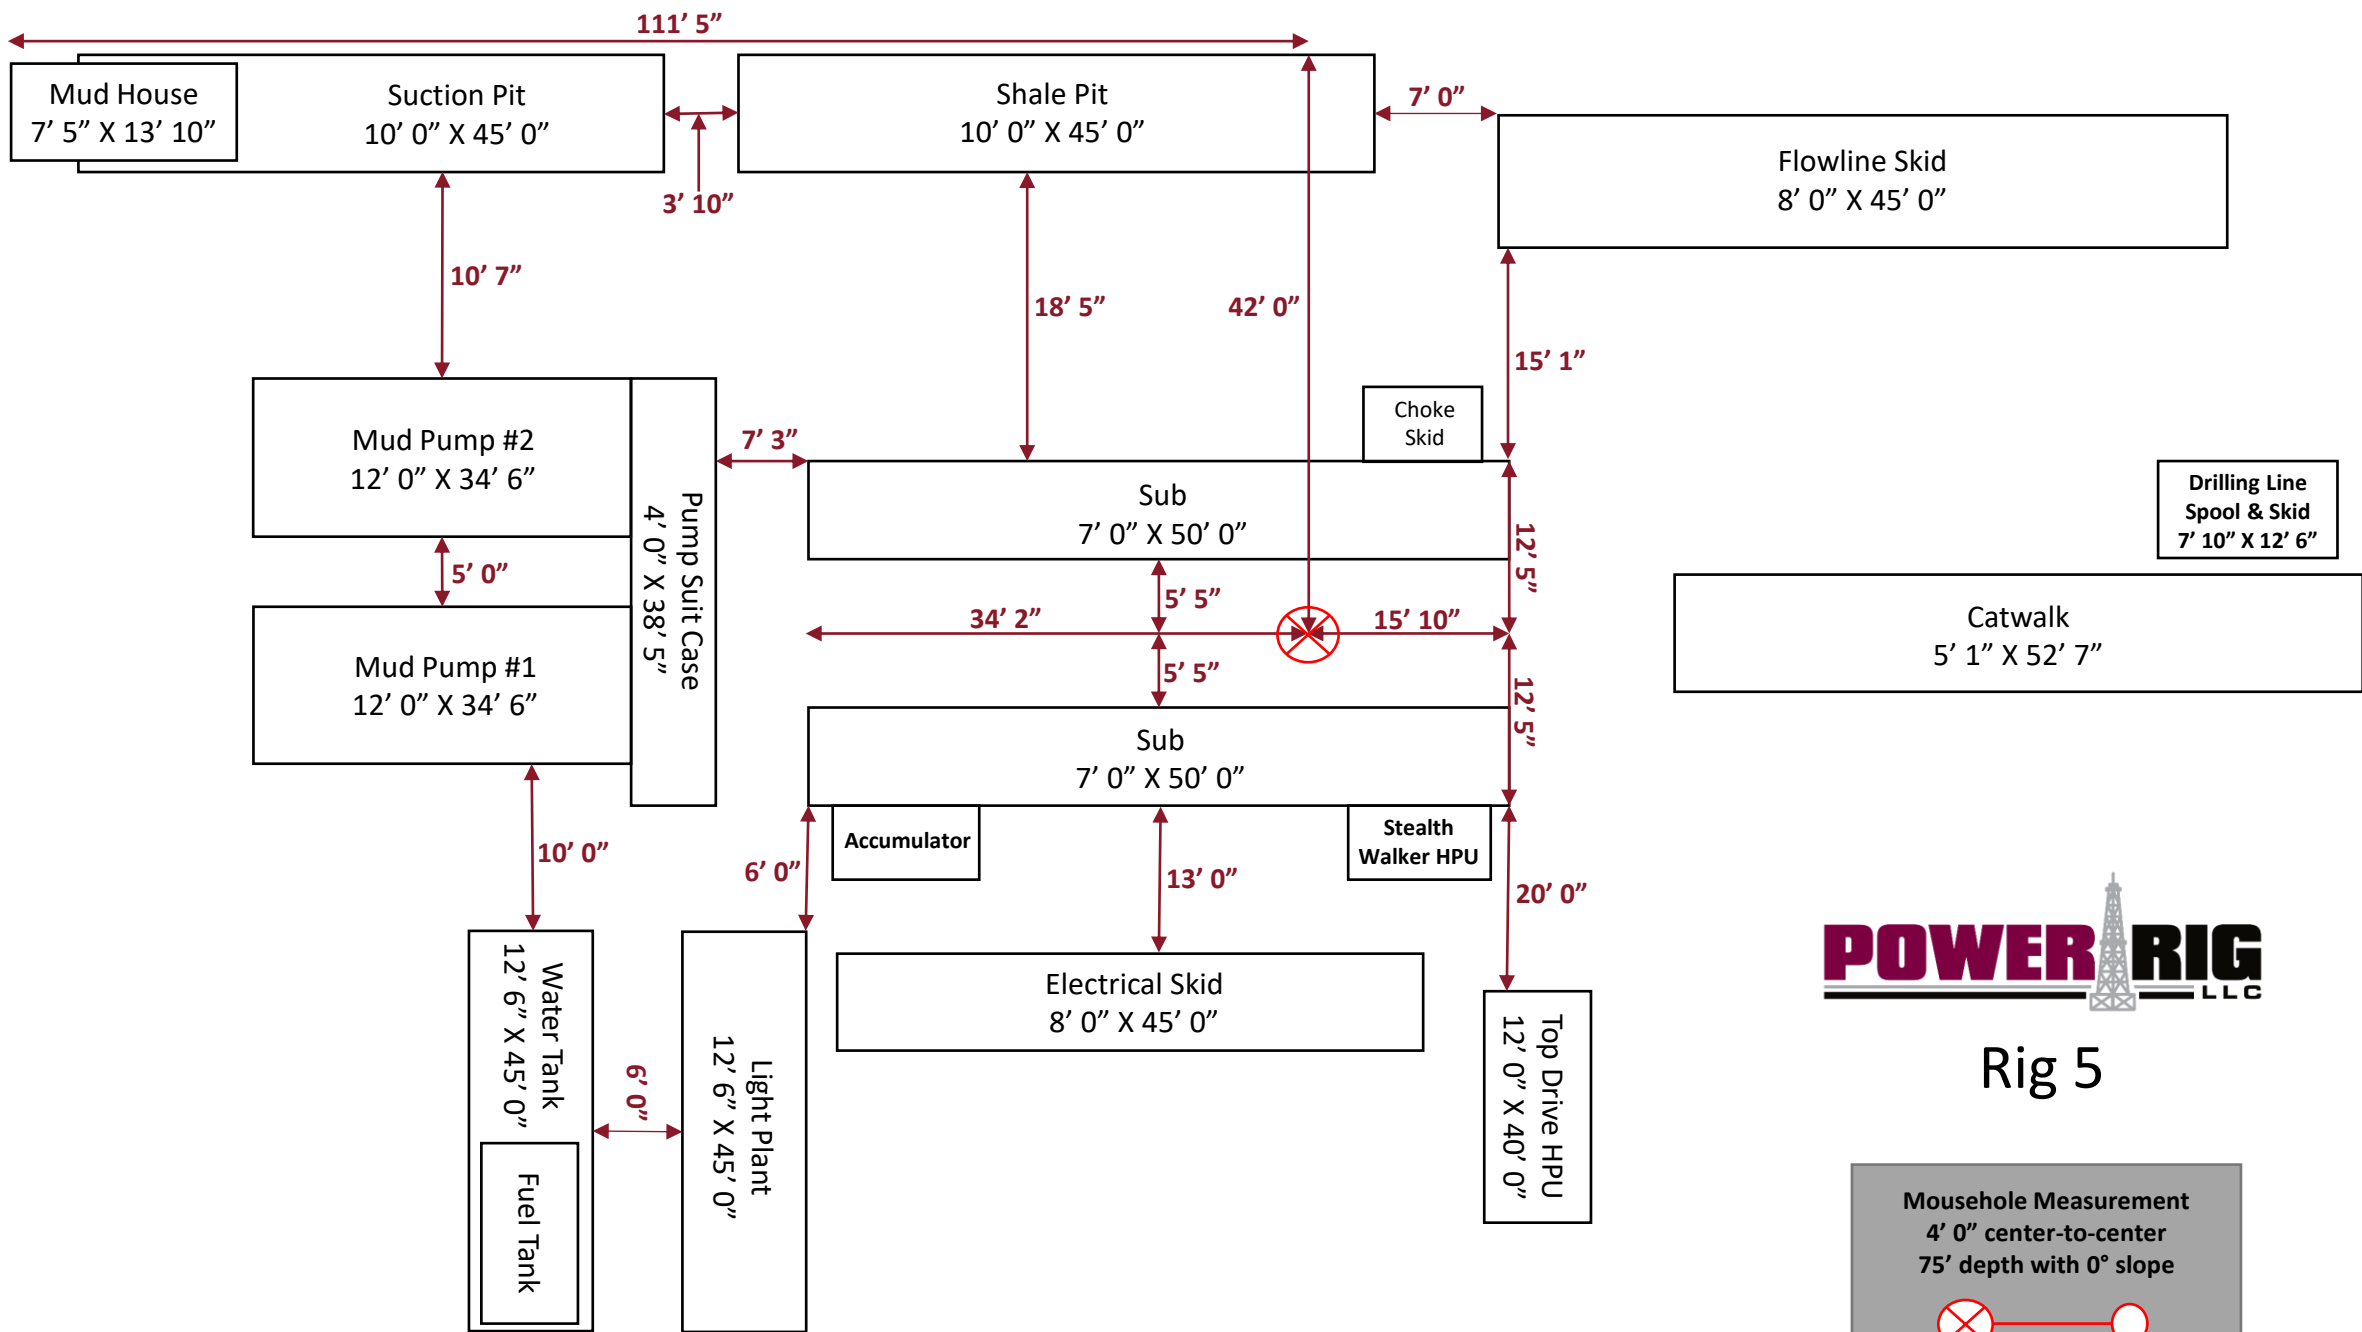 111’ 5”
Mud House
7’ 5” X 13’ 10”
Suction Pit
10’ 0” X 45’ 0”
3’ 10”
Shale Pit
10’ 0” X 45’ 0”
7’ 0”
Flowline Skid
8’ 0” X 45’ 0”
10’ 7”
18’ 5”
42’ 0”
15’ 1”
Mud Pump #2
12’ 0” X 34’ 6”
5’ 0”
Mud Pump #1
12’ 0” X 34’ 6”
Pump Suit Case
4’ 0” X 38’ 5”
7’ 3”
Choke
Skid
Sub
7’ 0” X 50’ 0”
12’ 5”
5’ 5”
34’ 2”
15’ 10”
5’ 5”
12’ 5”
Sub
7’ 0” X 50’ 0”
Drilling Line
Spool & Skid
7’ 10” X 12’ 6”
Catwalk
5’ 1” X 52’ 7”
Accumulator
Stealth
Walker HPU
10’ 0”
6’ 0”
13’ 0”
20’ 0”
Water Tank
12’ 6” X 45’ 0”
Fuel Tank
6’ 0”
Light Plant
12’ 6” X 45’ 0”
Electrical Skid
8’ 0” X 45’ 0”
Top Drive HPU
12’ 0” X 40’ 0”
POWER RIG
LLC
Rig 5
Mousehole Measurement
4’ 0” center-to-center
75’ depth with 0° slope